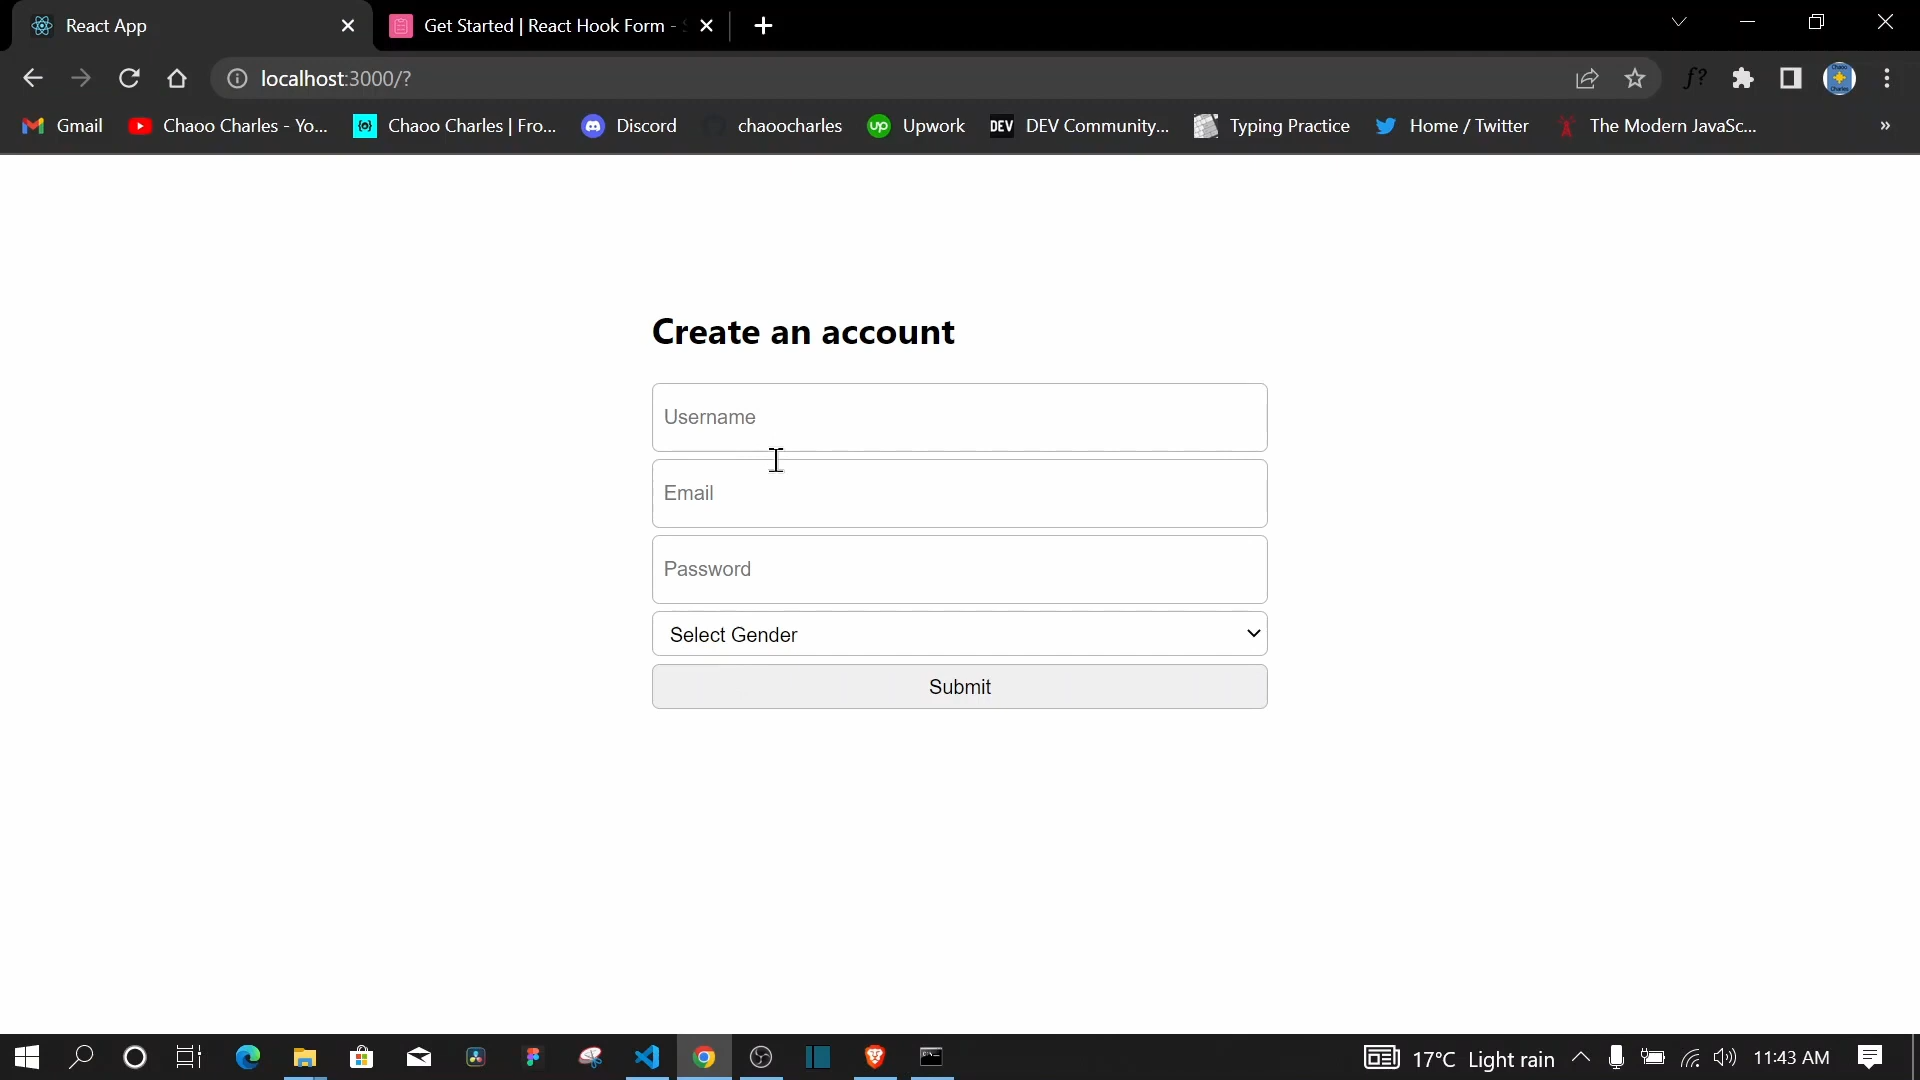 React App
Get Started | React Hook Form -
localhost:3000/?
f?
Gmail
Chaoo Charles - Yo...
Chaoo Charles | Fro...
Discord
chaoocharles
up
Upwork
DEV
DEV Community...
Typing Practice
Home / Twitter
The Modern JavaSc...
»
Create an account
Username
Email
Password
Select Gender
Submit
17°C Light rain
11:43 AM